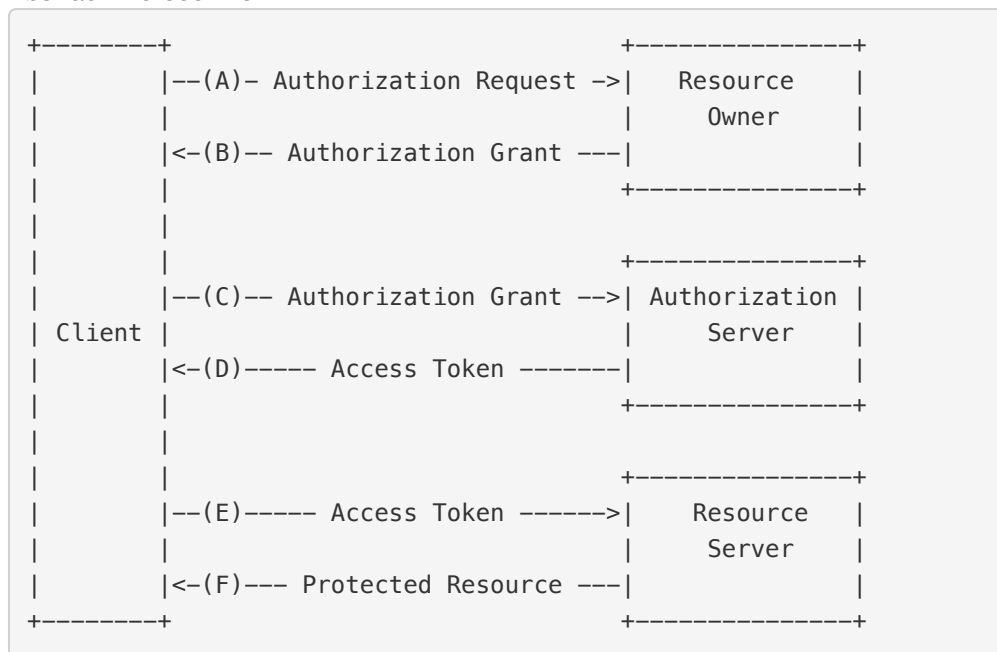 +--------+                               +---------------+
|        |--(A)- Authorization Request ->|   Resource    |
|        |                               |     Owner     |
|        |<-(B)-- Authorization Grant ---|               |
|        |                               +---------------+
|        |
|        |                               +---------------+
|        |--(C)-- Authorization Grant -->| Authorization |
| Client |                               |     Server    |
|        |<-(D)----- Access Token -------|               |
|        |                               +---------------+
|        |
|        |                               +---------------+
|        |--(E)----- Access Token ------>|    Resource   |
|        |                               |     Server    |
|        |<-(F)--- Protected Resource ---|               |
+--------+                               +---------------+